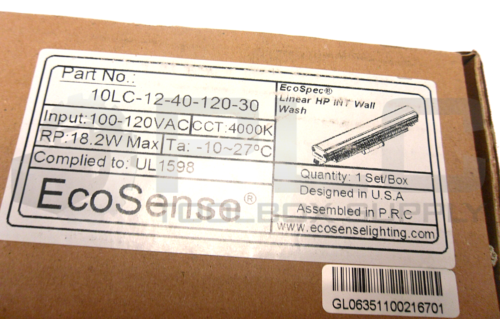 Part No.:
10LC-12-40-120-30
Input: 100-120VAC CCT: 4000K
RP: 18.2W Max Ta: -10~27°C
Complied to: UL1598
EcoSense®
EcoSpec®
Linear HP INT Wall
Wash
Quantity: 1 Set/Box
Designed in U.S.A
Assembled in P.R.C
www.ecosenselighting.com
GL06351100216701